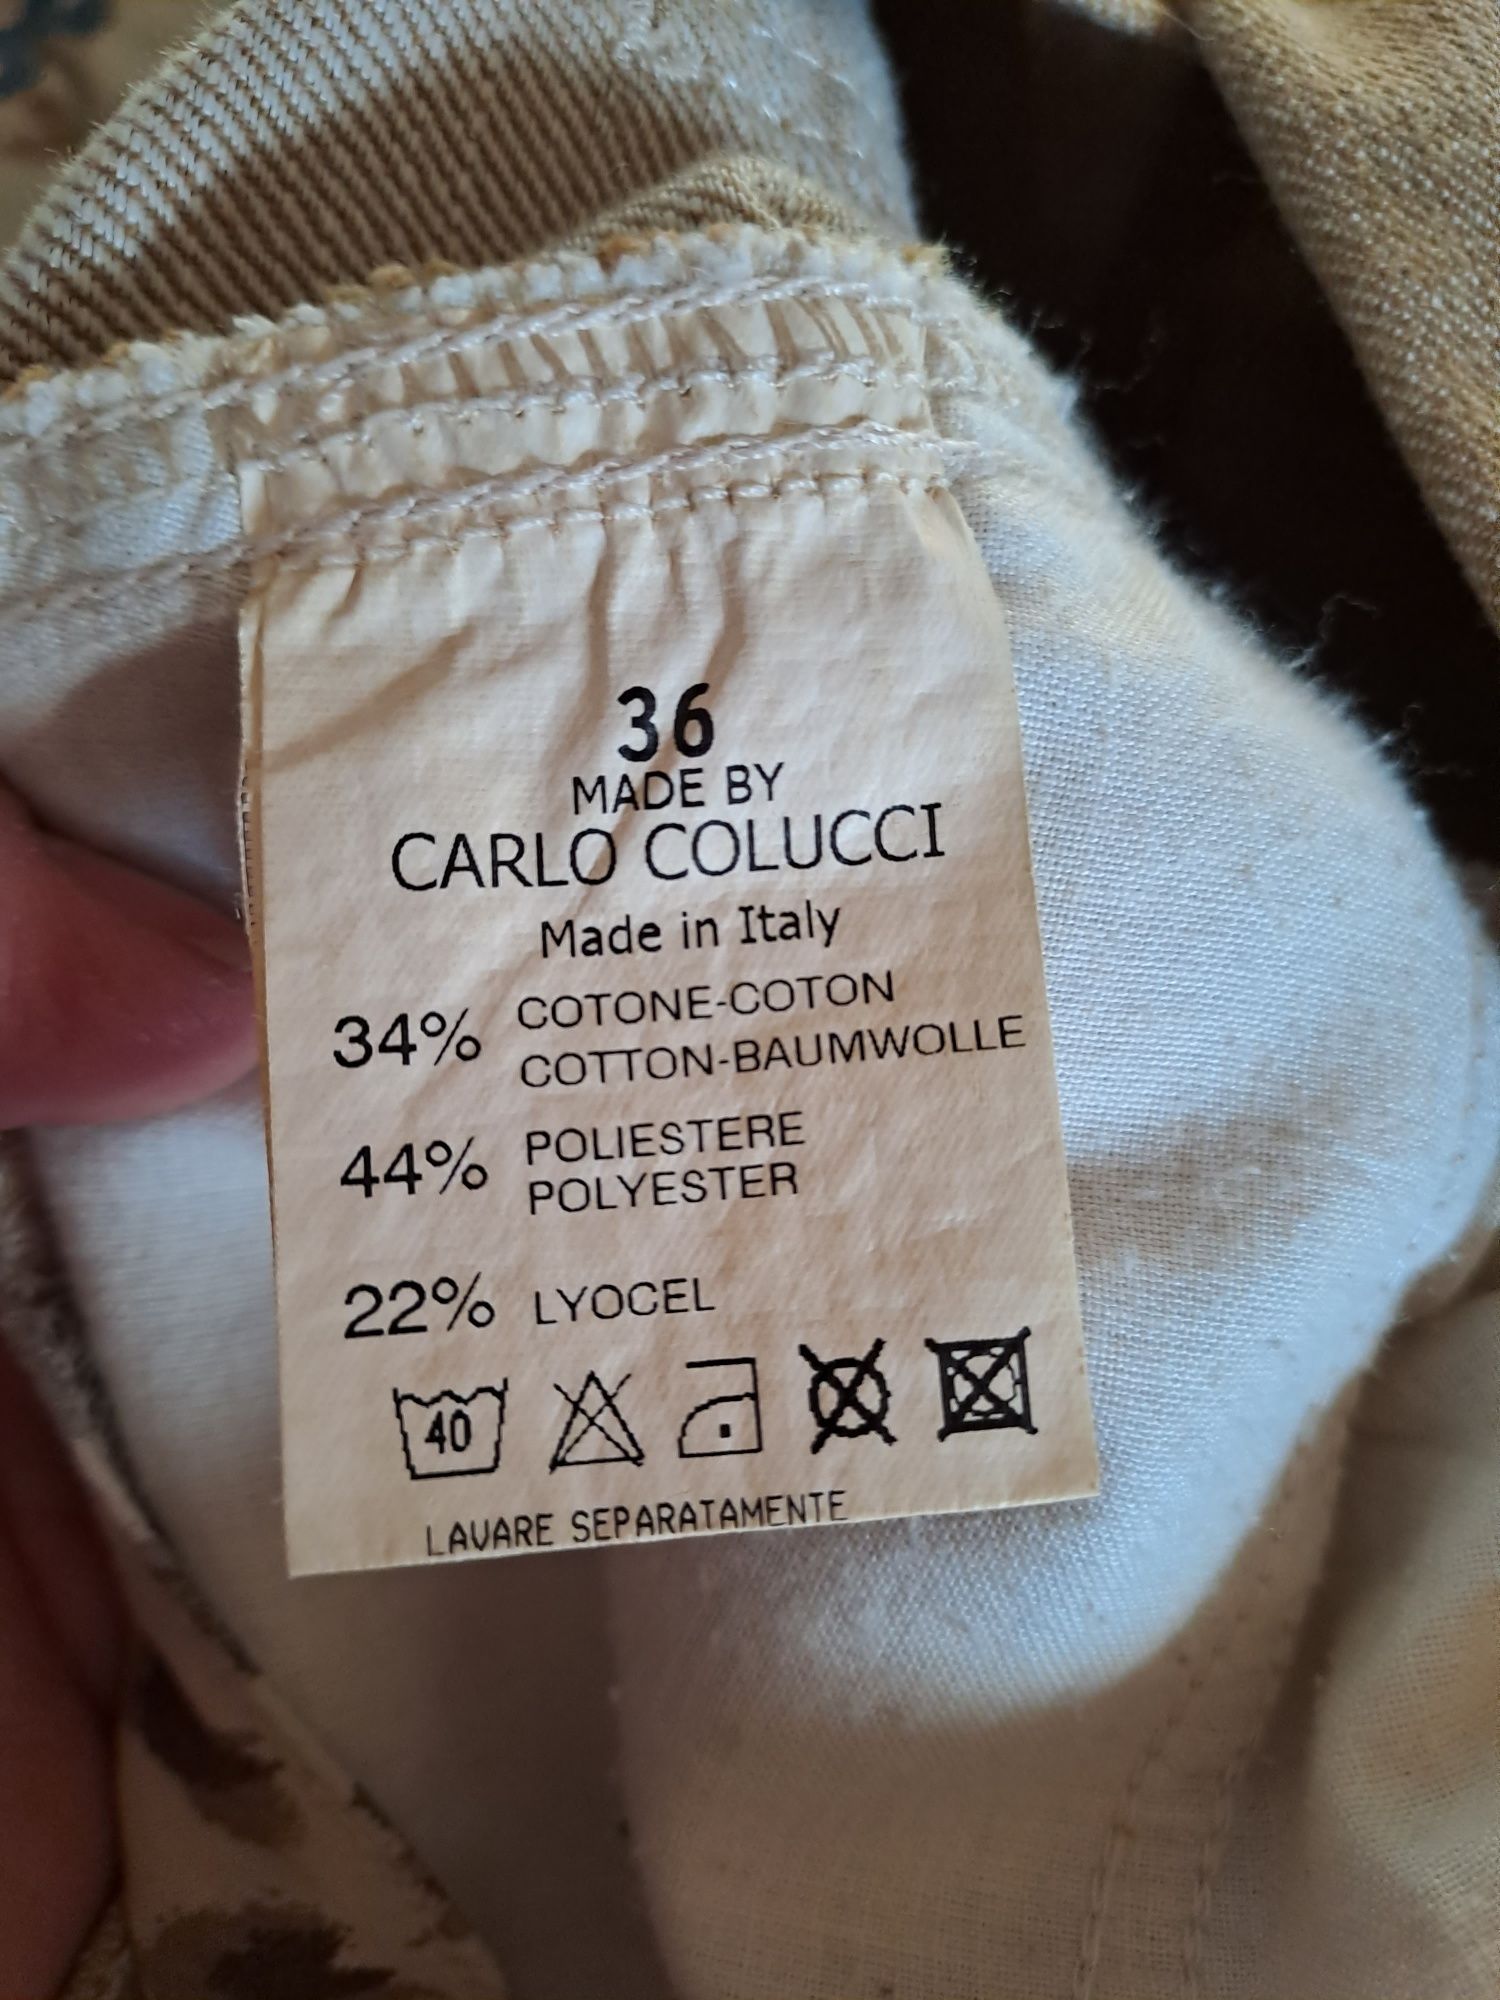 36
MADE BY
CARLO COLUCCI
Made in Italy
34% COTONE-COTON
COTTON-BAUMWOLLE
44% POLIESTERE
POLYESTER
22% LYOCEL
40
LAVARE SEPARATAMENTE